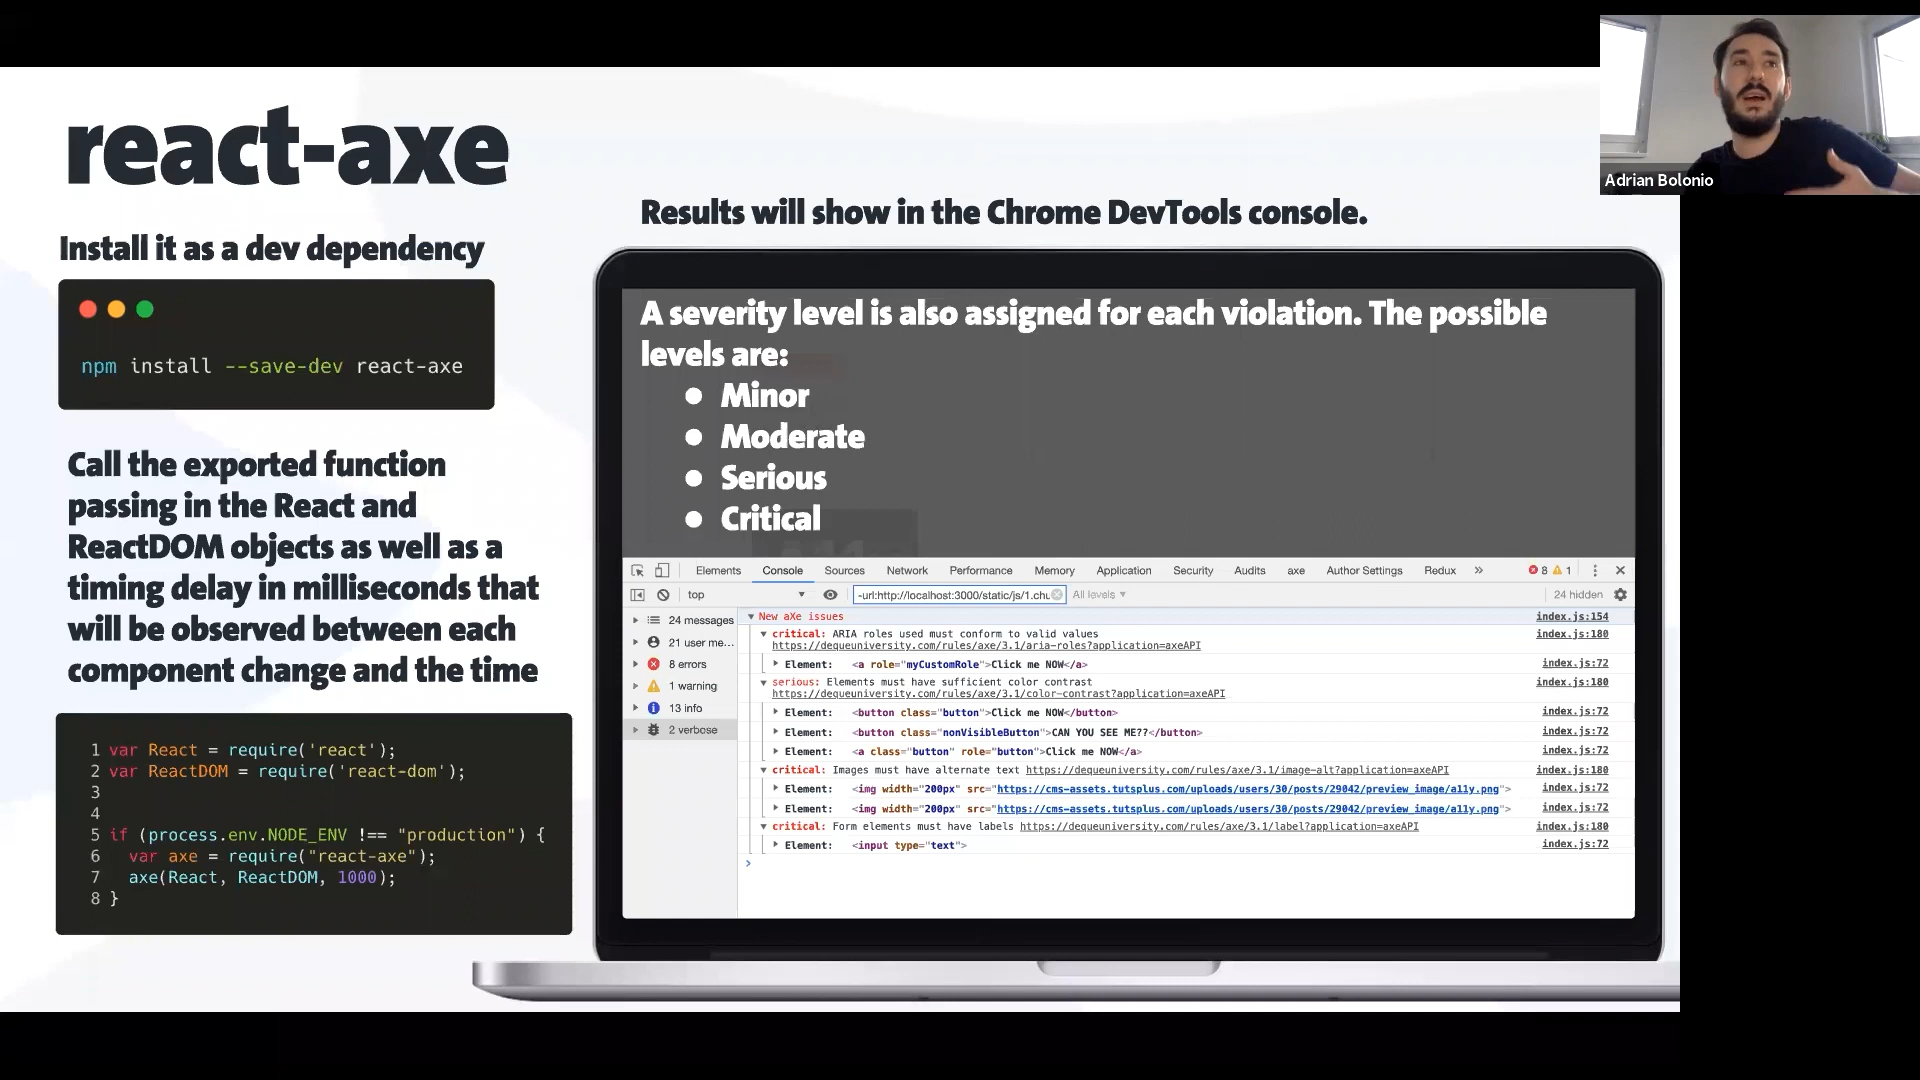 react-axe
Install it as a dev dependency
npm install --save-dev react-axe
Call the exported function
passing in the React and
ReactDOM objects as well as a
timing delay in milliseconds that
will be observed between each
component change and the time
1 var React = require('react');
2 var ReactDOM = require('react-dom');
3
4
5 if (process.env.NODE_ENV !== "production") {
6   var axe = require("react-axe");
7   axe(React, ReactDOM, 1000);
8 }
Results will show in the Chrome DevTools console.
A severity level is also assigned for each violation. The possible
levels are:
● Minor
● Moderate
● Serious
● Critical
Elements Console Sources Network Performance Memory Application Security Audits axe Author Settings Redux » 8 1
top -url:http://localhost:3000/static/js/1.chu All levels 24 hidden
24 messages
21 user me...
8 errors
1 warning
13 info
2 verbose
New aXe issues index.js:154
critical: ARIA roles used must conform to valid values index.js:180
https://dequeuniversity.com/rules/axe/3.1/aria-roles?application=axeAPI
Element: <a role="myCustomRole">Click me NOW</a> index.js:72
serious: Elements must have sufficient color contrast index.js:180
https://dequeuniversity.com/rules/axe/3.1/color-contrast?application=axeAPI
Element: <button class="button">Click me NOW</button> index.js:72
Element: <button class="nonVisibleButton">CAN YOU SEE ME??</button> index.js:72
Element: <a class="button" role="button">Click me NOW</a> index.js:72
critical: Images must have alternate text https://dequeuniversity.com/rules/axe/3.1/image-alt?application=axeAPI index.js:180
Element: <img width="200px" src="https://cms-assets.tutsplus.com/uploads/users/30/posts/29042/preview_image/a11y.png"> index.js:72
Element: <img width="200px" src="https://cms-assets.tutsplus.com/uploads/users/30/posts/29042/preview_image/a11y.png"> index.js:72
critical: Form elements must have labels https://dequeuniversity.com/rules/axe/3.1/label?application=axeAPI index.js:180
Element: <input type="text"> index.js:72
Adrian Bolonio